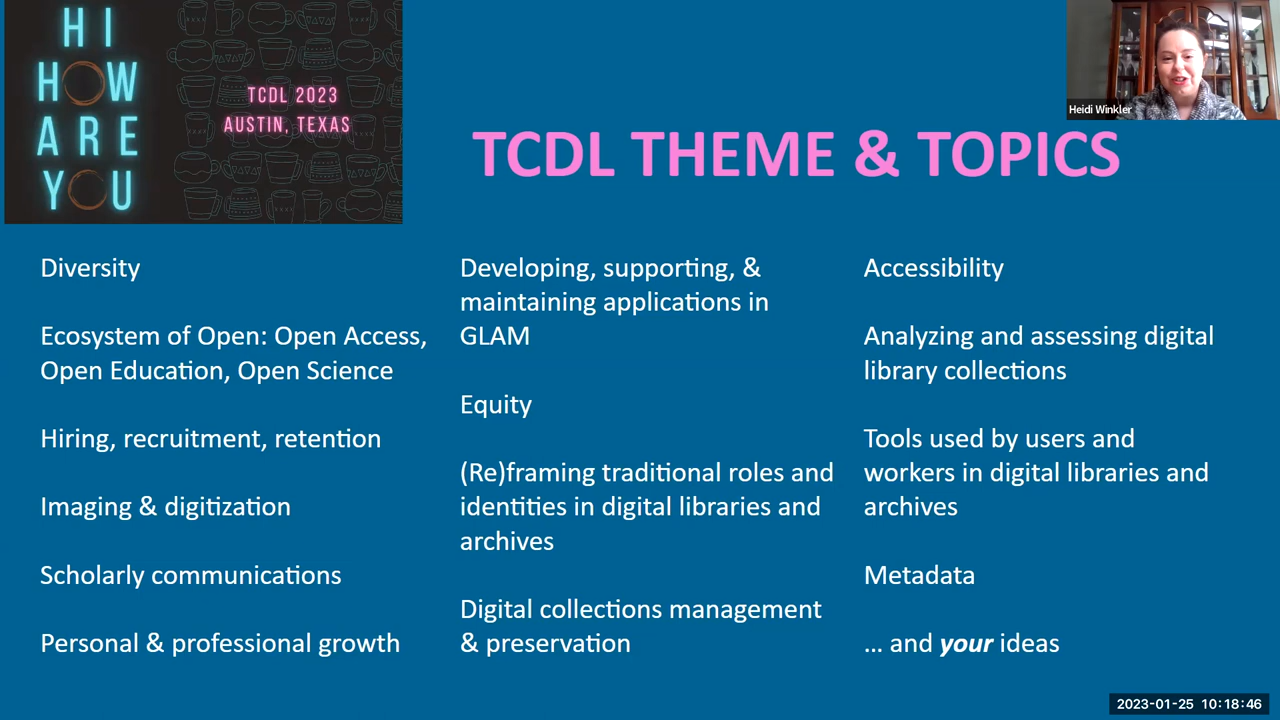 HI
HOW
ARE
YOU
TCDL 2023
AUSTIN, TEXAS
Heidi Winkler
TCDL THEME & TOPICS
Diversity
Ecosystem of Open: Open Access,
Open Education, Open Science
Hiring, recruitment, retention
Imaging & digitization
Scholarly communications
Personal & professional growth
Developing, supporting, &
maintaining applications in
GLAM
Equity
(Re)framing traditional roles and
identities in digital libraries and
archives
Digital collections management
& preservation
Accessibility
Analyzing and assessing digital
library collections
Tools used by users and
workers in digital libraries and
archives
Metadata
... and your ideas
2023-01-25 10:18:46